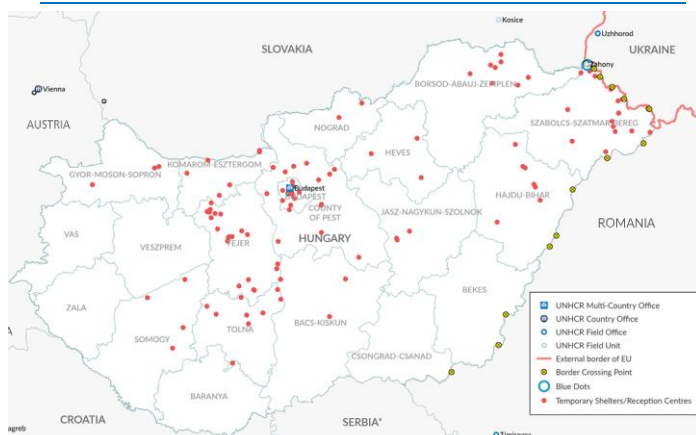 Kosice
Uzhhorod
SLOVAKIA
UKRAINE
Zahony
Vienna
BORSOD-ABAUJ-ZEMPLEN
AUSTRIA
NOGRAD
SZABOLCS-SZATMAR-BEREG
HEVES
KOMAROM-ESZTERGOM
GYOR-MOSON-SOPRON
Budapest
BUDAPEST
HAJDU-BIHAR
COUNTY
OF PEST
JASZ-NAGYKUN-SZOLNOK
ROMANIA
VAS
VESZPREM
FEJER
HUNGARY
BEKES
ZALA
UNHCR Multi-Country Office
UNHCR Country Office
UNHCR Field Office
UNHCR Field Unit
External border of EU
Border Crossing Point
Blue Dots
Temporary Shelters/Reception Centres
SOMOGY
TOLNA
BACS-KISKUN
CSONGRAD-CSANAD
BARANYA
CROATIA
SERBIA*
agreb
Timisoara